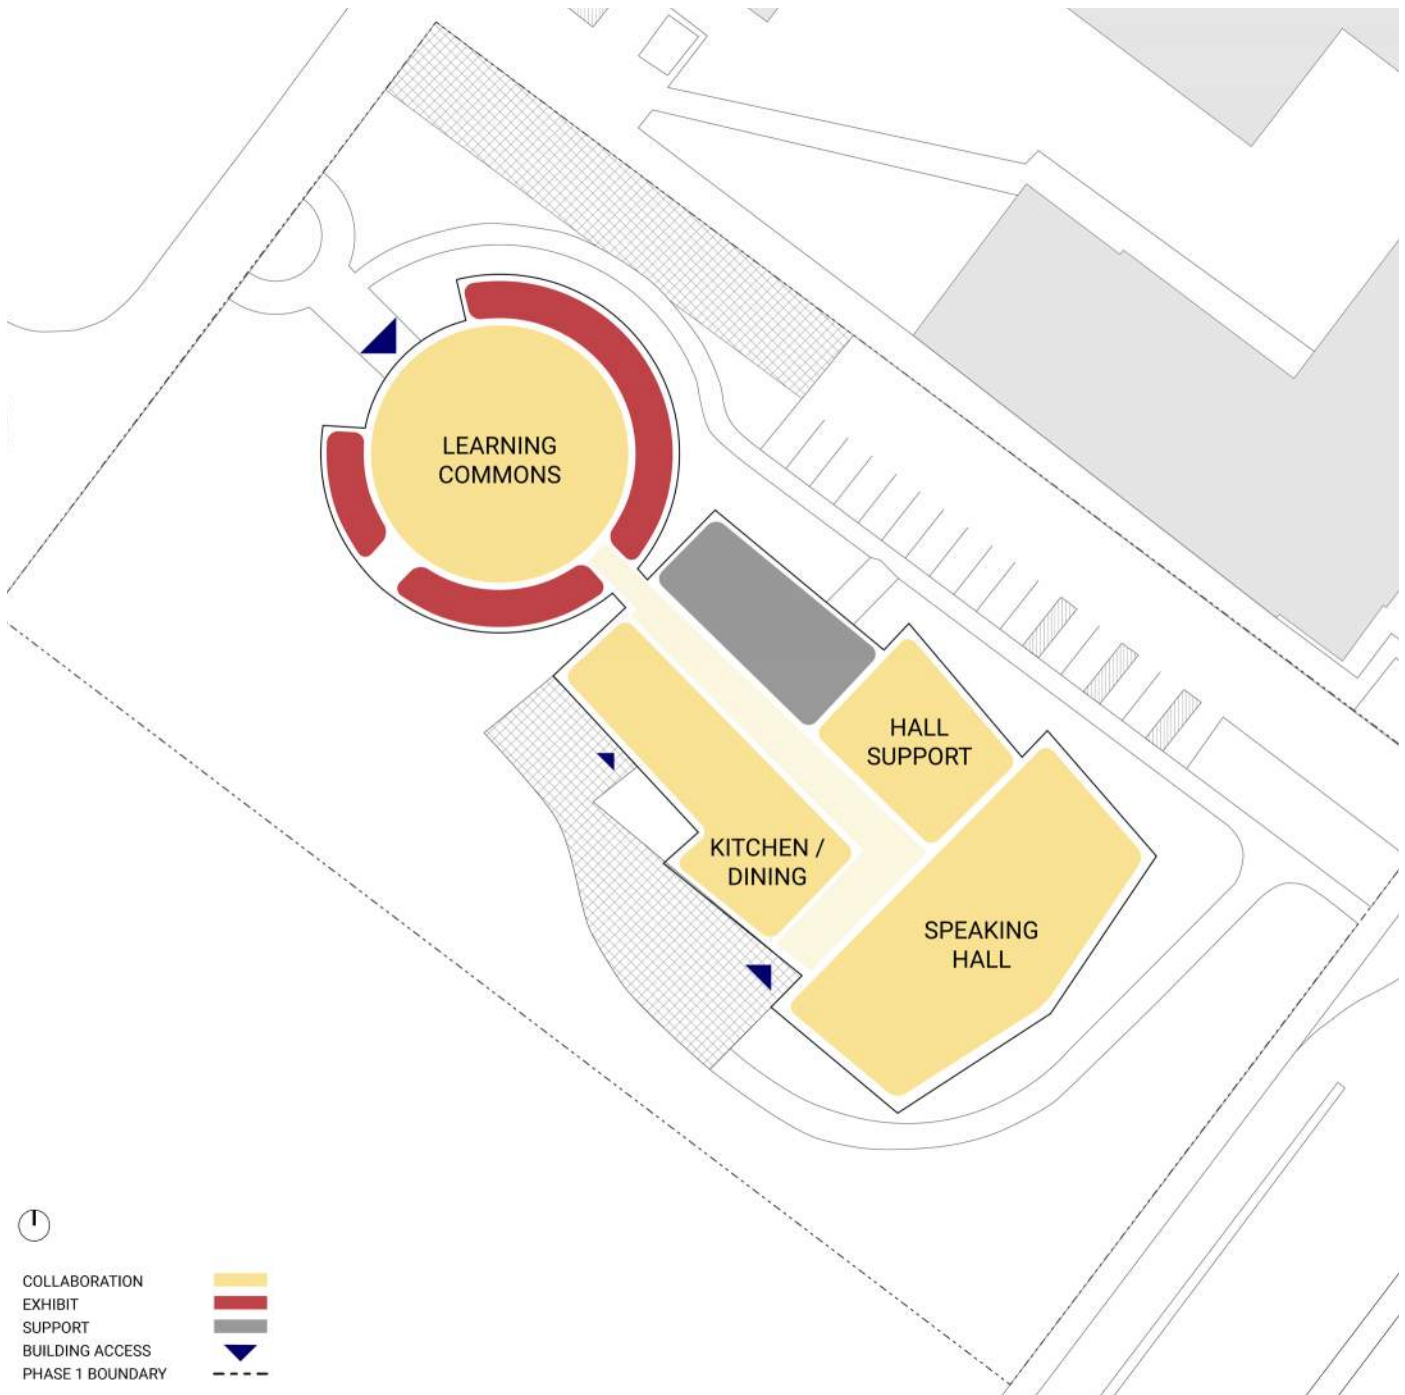 LEARNING
COMMONS
HALL
SUPPORT
KITCHEN /
DINING
SPEAKING
HALL
COLLABORATION
EXHIBIT
SUPPORT
BUILDING ACCESS
PHASE 1 BOUNDARY